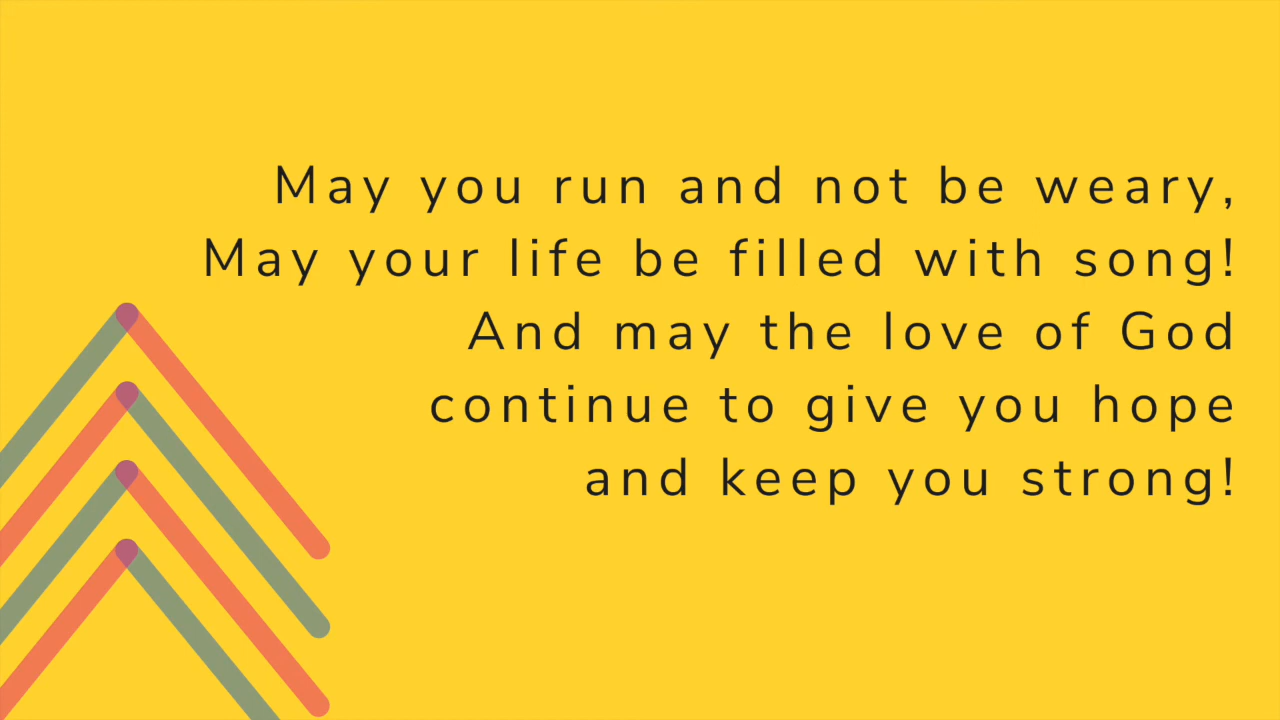 May you run and not be weary,
May your life be filled with song!
And may the love of God
continue to give you hope
and keep you strong!